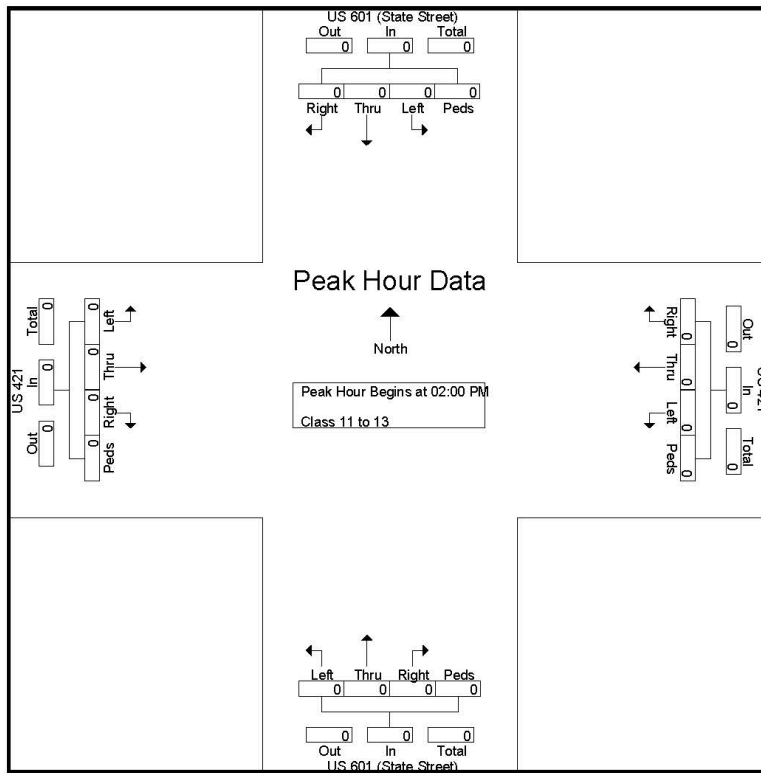 US 601 (State Street)
Out In Total
0 0 0
0 0 0 0
Right Thru Left Peds
Peak Hour Data
North
Peak Hour Begins at 02:00 PM
Class 11 to 13
US 421
Total In Out
0 0 0
0 0 0 0
Left Thru Right Peds
Right Thru Left Peds
0 0 0 0
0 0 0
Out In Total
US 421
Left Thru Right Peds
0 0 0 0
0 0 0
Out In Total
US 601 (State Street)